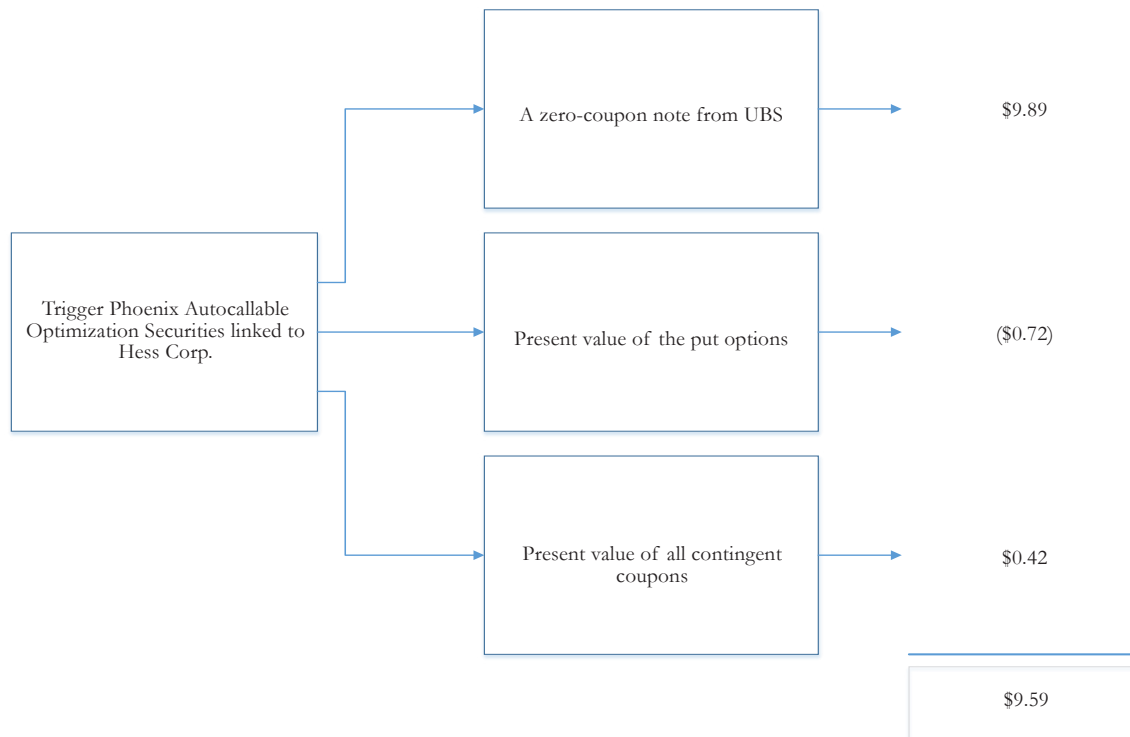 A zero-coupon note from UBS
$9.89
Trigger Phoenix Autocallable
Optimization Securities linked to
Hess Corp.
Present value of the put options
($0.72)
Present value of all contingent
coupons
$0.42
$9.59